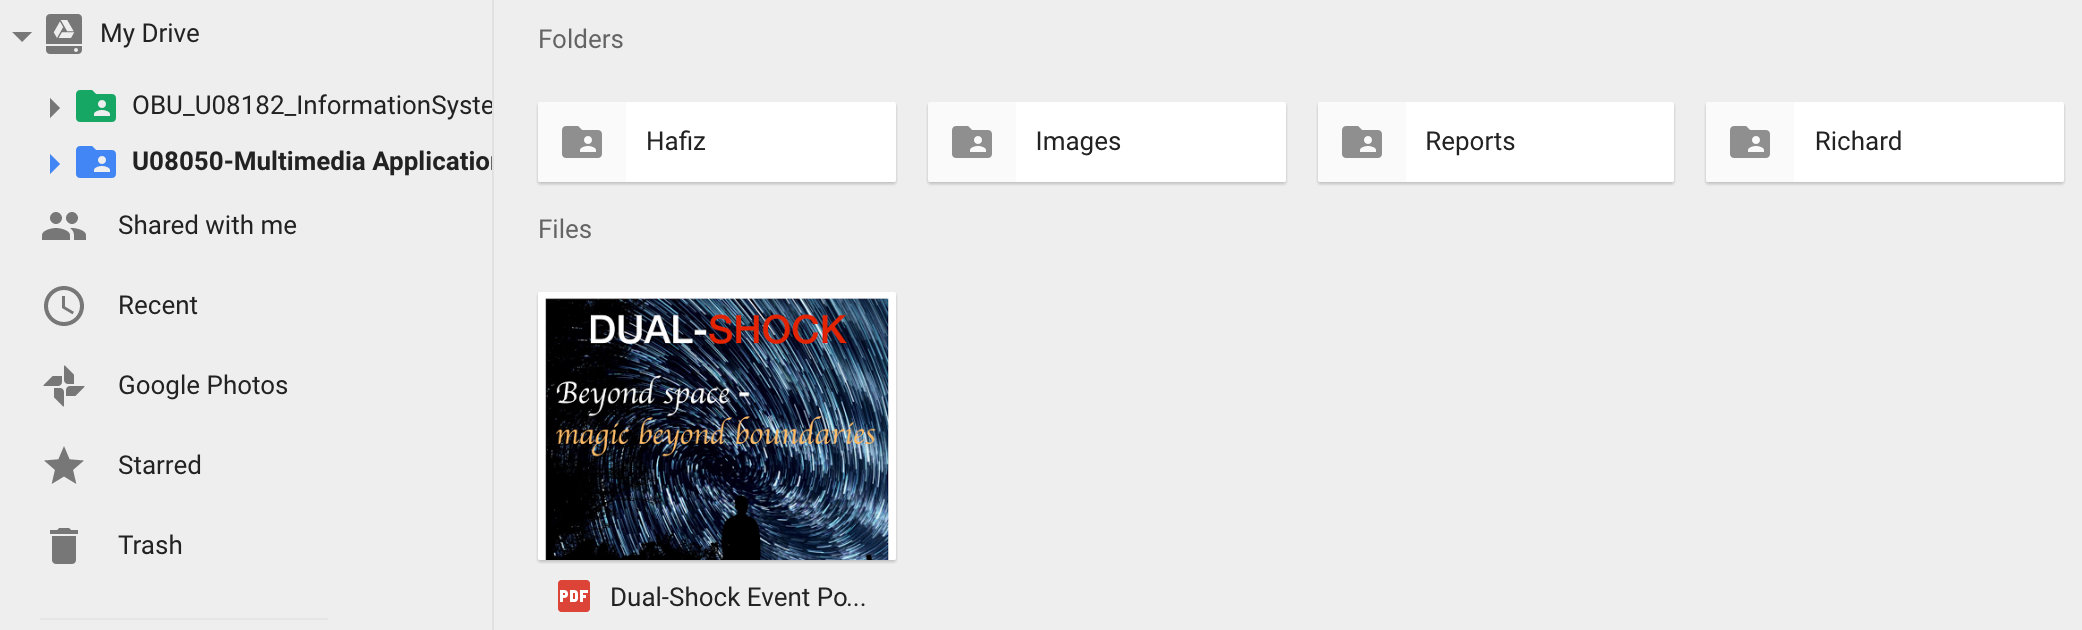 My Drive
OBU_U08182_InformationSyste
U08050-Multimedia Application
Shared with me
Recent
Google Photos
Starred
Trash
Folders
Hafiz
Images
Reports
Richard
Files
DUAL-SHOCK
Beyond space -
magic beyond boundaries
PDF
Dual-Shock Event Po...